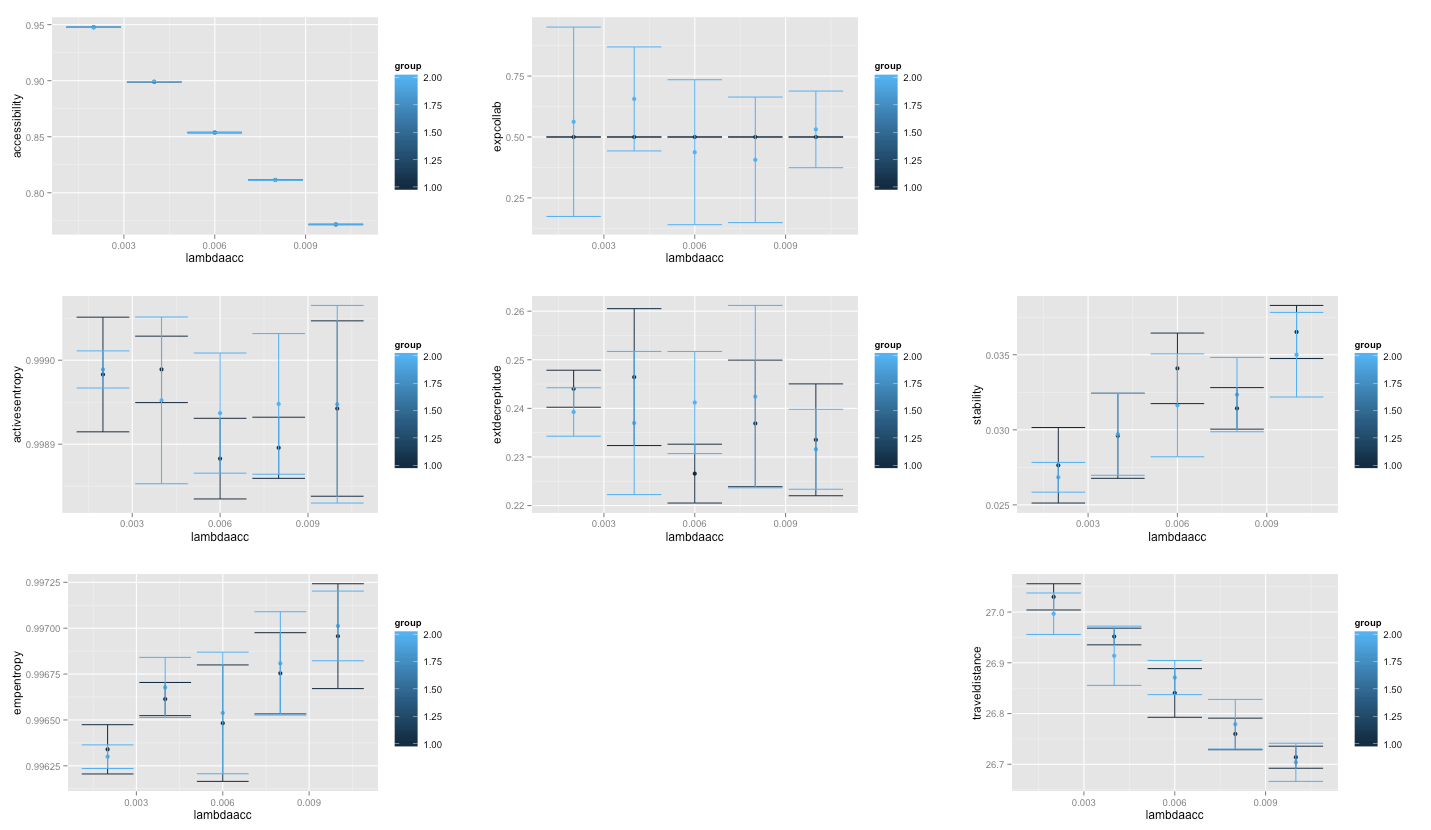 accessibility
0.95
0.90
0.85
0.80
0.003 0.006 0.009
lambdaacc
group
2.00
1.75
1.50
1.25
1.00
expcollab
0.75
0.50
0.25
0.003 0.006 0.009
lambdaacc
group
2.00
1.75
1.50
1.25
1.00
activesentropy
0.9990
0.9989
0.003 0.006 0.009
lambdaacc
group
2.00
1.75
1.50
1.25
1.00
extdecrepitude
0.26
0.25
0.24
0.23
0.22
0.003 0.006 0.009
lambdaacc
group
2.00
1.75
1.50
1.25
1.00
stability
0.035
0.030
0.025
0.003 0.006 0.009
lambdaacc
group
2.00
1.75
1.50
1.25
1.00
empentropy
0.99725
0.99700
0.99675
0.99650
0.99625
0.003 0.006 0.009
lambdaacc
group
2.00
1.75
1.50
1.25
1.00
traveldistance
27.0
26.9
26.8
26.7
0.003 0.006 0.009
lambdaacc
group
2.00
1.75
1.50
1.25
1.00